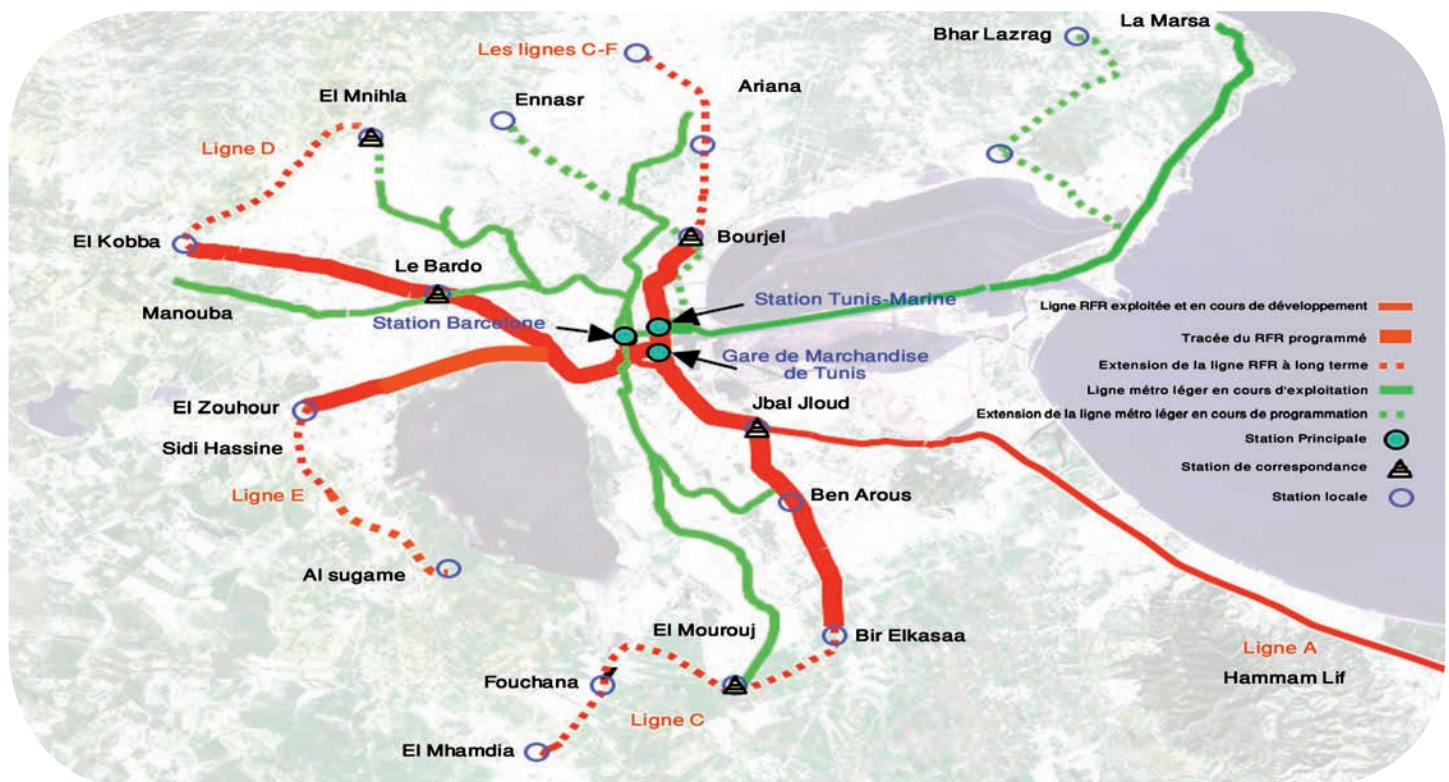 La Marsa
Bhar Lazrag
Les lignes C-F
Ariana
El Mnihla
Ennasr
Ligne D
El Kobba
Bourjel
Le Bardo
Manouba
Station Tunis-Marine
Station Barcelone
Gare de Marchandise
de Tunis
El Zouhour
Jbal Jloud
Sidi Hassine
Ligne E
Ben Arous
Al sugame
El Mourouj
Bir Elkasaa
Fouchana
Ligne C
El Mhamdia
Ligne A
Hammam Lif
Ligne RFR exploitée et en cours de développement
Tracée du RFR programmé
Extension de la ligne RFR à long terme
Ligne métro léger en cours d'exploitation
Extension de la ligne métro léger en cours de programmation
Station Principale
Station de correspondance
Station locale